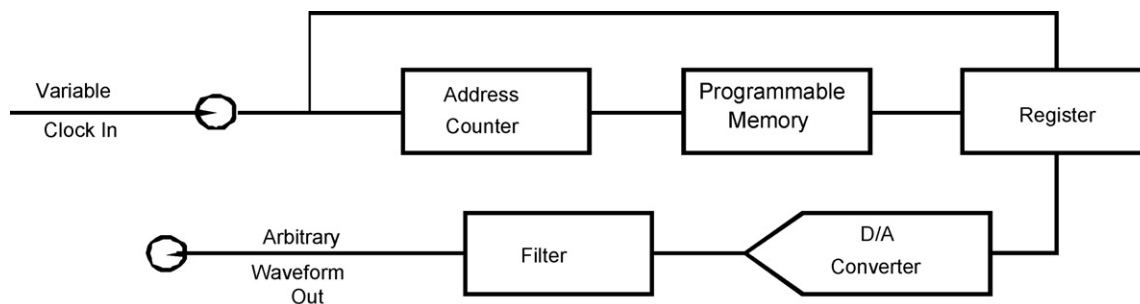 Variable
Clock In
Address
Counter
Programmable
Memory
Register
Arbitrary
Waveform
Out
Filter
D/A
Converter